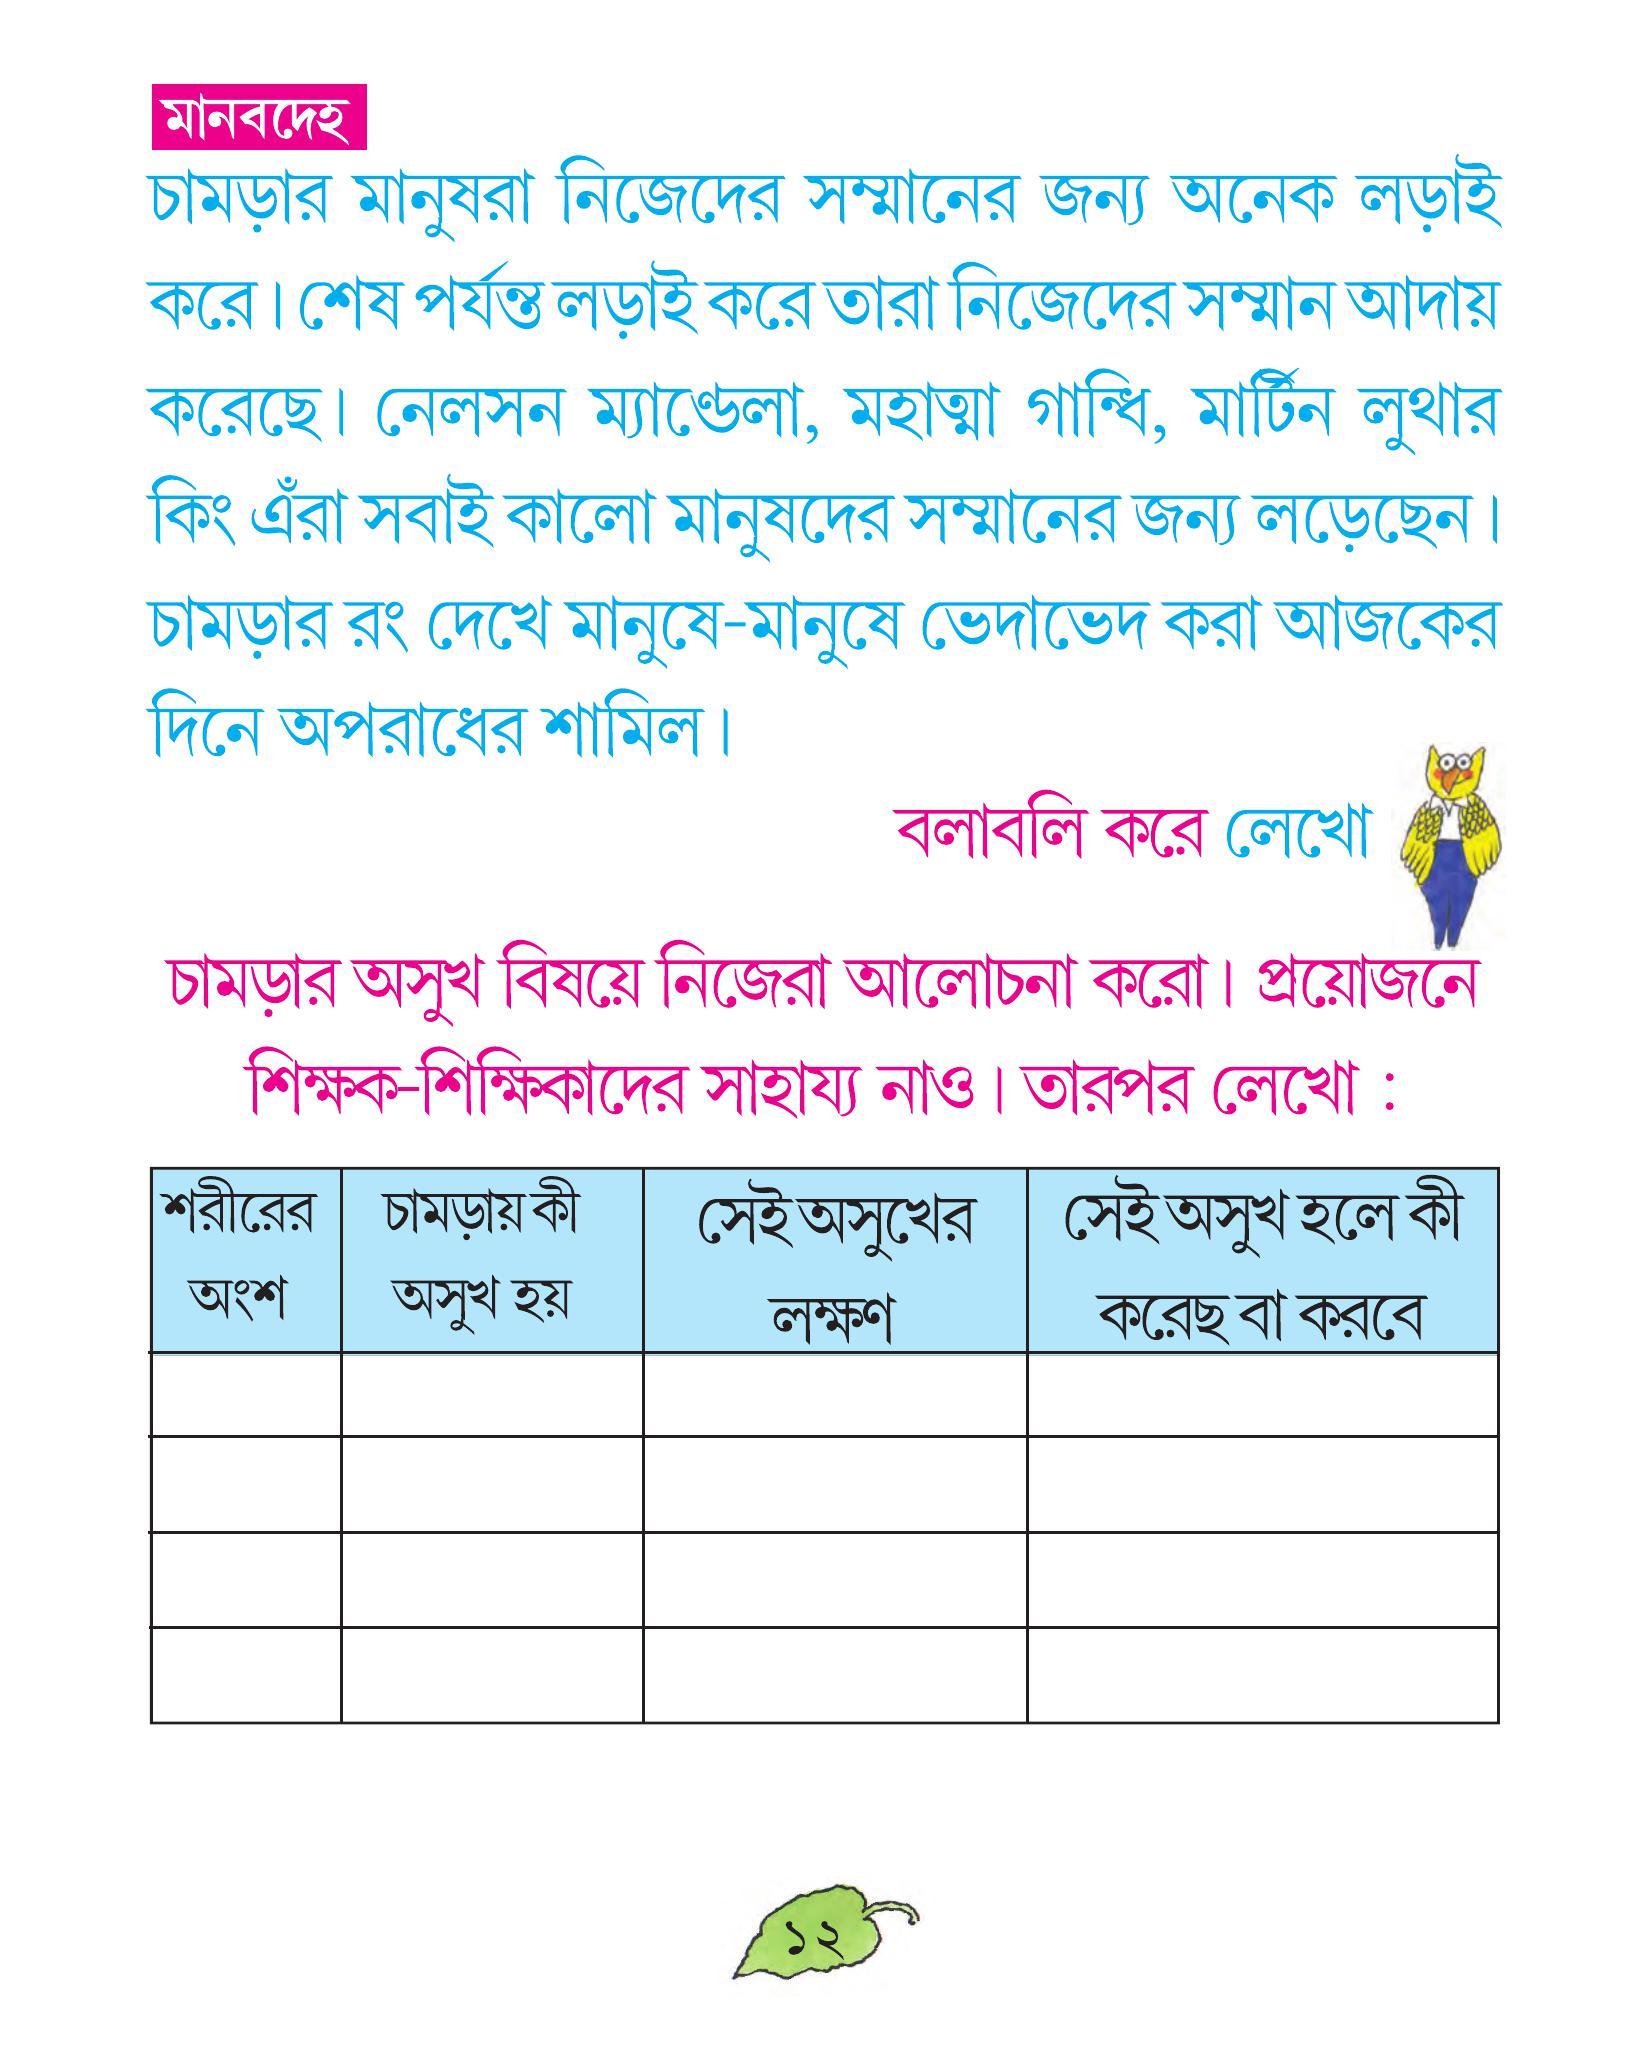 মানবদেহ
চামড়ার মানুষরা নিজেদের সম্মানের জন্য অনেক লড়াই
করে। শেষ পর্যন্ত লড়াই করে তারা নিজেদের সম্মান আদায়
করেছে। নেলসন ম্যাণ্ডেলা, মহাত্মা গান্ধি, মার্টিন লুথার
কিং এঁরা সবাই কালো মানুষদের সম্মানের জন্য লড়েছেন।
চামড়ার রং দেখে মানুষে-মানুষে ভেদাভেদ করা আজকের
দিনে অপরাধের শামিল।
বলাবলি করে লেখো
চামড়ার অসুখ বিষয়ে নিজেরা আলোচনা করো। প্রয়োজনে
শিক্ষক-শিক্ষিকাদের সাহায্য নাও। তারপর লেখো :
শরীরের অংশ
চামড়ায় কী অসুখ হয়
সেই অসুখের লক্ষণ
সেই অসুখ হলে কী করেছ বা করবে
১২